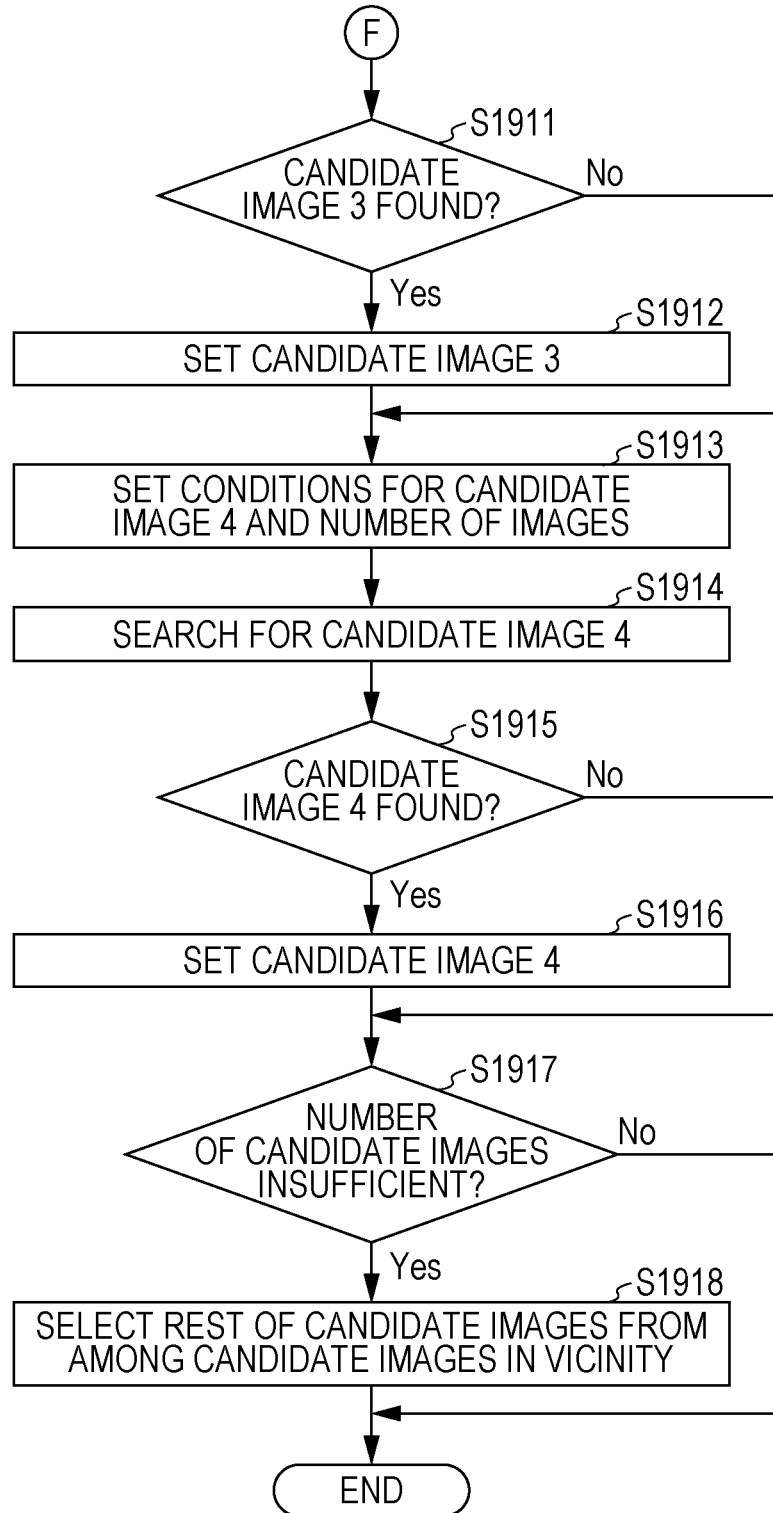 F
S1911
CANDIDATE
IMAGE 3 FOUND?
No
Yes
S1912
SET CANDIDATE IMAGE 3
S1913
SET CONDITIONS FOR CANDIDATE
IMAGE 4 AND NUMBER OF IMAGES
S1914
SEARCH FOR CANDIDATE IMAGE 4
S1915
CANDIDATE
IMAGE 4 FOUND?
No
Yes
S1916
SET CANDIDATE IMAGE 4
S1917
NUMBER
OF CANDIDATE IMAGES
INSUFFICIENT?
No
Yes
S1918
SELECT REST OF CANDIDATE IMAGES FROM
AMONG CANDIDATE IMAGES IN VICINITY
END